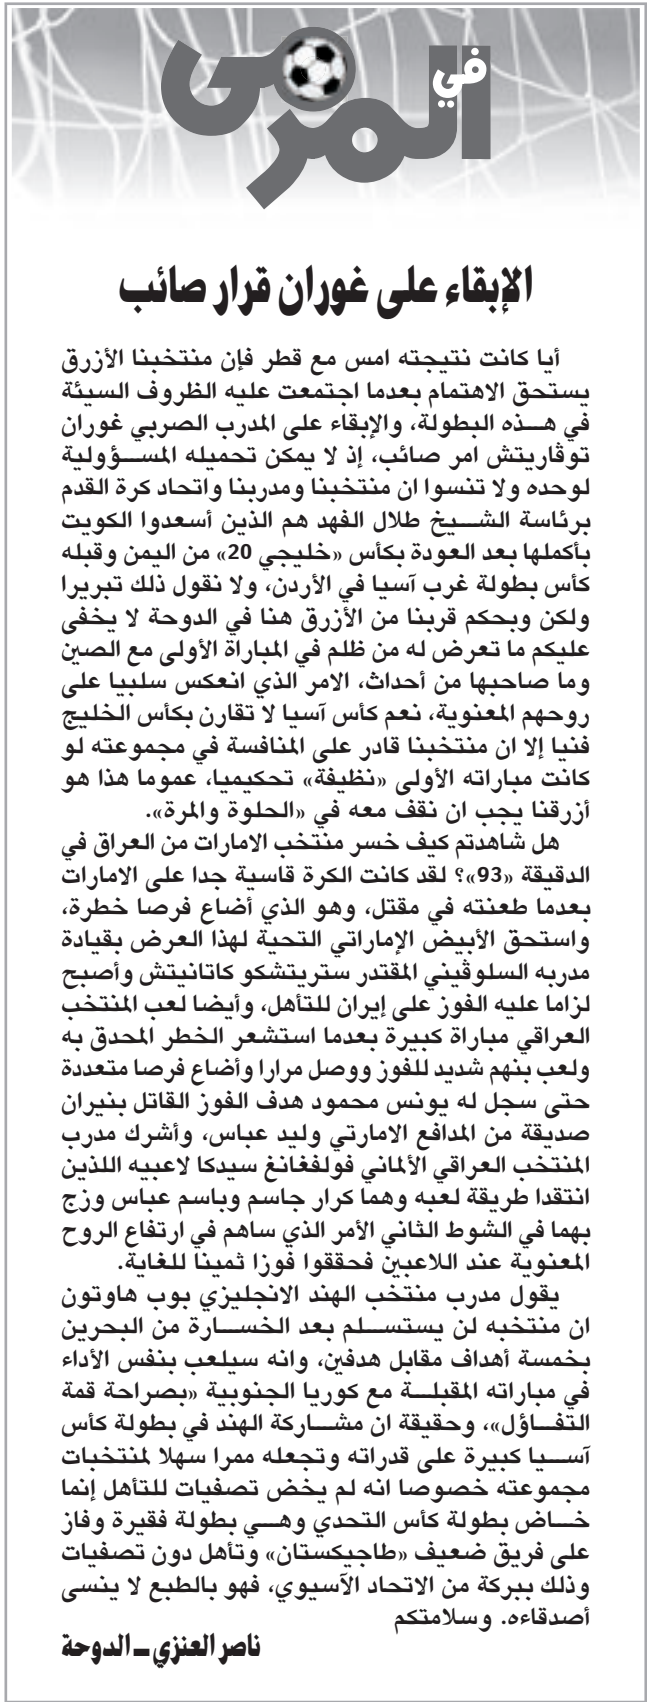 في المرمى
الإبقاء على غوران قرار صائب
أيا كانت نتيجته امس مع قطر فإن منتخبنا الأزرق
يستحق الاهتمام بعدما اجتمعت عليه الظروف السيئة
في هـــذه البطولة، والإبقاء على المدرب الصربي غوران
توڤاريتش امر صائب، إذ لا يمكن تحميله المســـؤولية
لوحده ولا تنسوا ان منتخبنا ومدربنا واتحاد كرة القدم
برئاسة الشـــيخ طلال الفهد هم الذين أسعدوا الكويت
بأكملها بعد العودة بكأس «خليجي 20» من اليمن وقبله
كأس بطولة غرب آسيا في الأردن، ولا نقول ذلك تبريرا
ولكن وبحكم قربنا من الأزرق هنا في الدوحة لا يخفى
عليكم ما تعرض له من ظلم في المباراة الأولى مع الصين
وما صاحبها من أحداث، الامر الذي انعكس سلبيا على
روحهم المعنوية، نعم كأس آسيا لا تقارن بكأس الخليج
فنيا إلا ان منتخبنا قادر على المنافسة في مجموعته لو
كانت مباراته الأولى «نظيفة» تحكيميا، عموما هذا هو
أزرقنا يجب ان نقف معه في «الحلوة والمرة».
هل شاهدتم كيف خسر منتخب الامارات من العراق في
الدقيقة «93»؟ لقد كانت الكرة قاسية جدا على الامارات
بعدما طعنته في مقتل، وهو الذي أضاع فرصا خطرة،
واستحق الأبيض الإماراتي التحية لهذا العرض بقيادة
مدربه السلوڤيني المقتدر ستريتشكو كاتانيتش وأصبح
لزاما عليه الفوز على إيران للتأهل، وأيضا لعب المنتخب
العراقي مباراة كبيرة بعدما استشعر الخطر المحدق به
ولعب بنهم شديد للفوز ووصل مرارا وأضاع فرصا متعددة
حتى سجل له يونس محمود هدف الفوز القاتل بنيران
صديقة من المدافع الامارتي وليد عباس، وأشرك مدرب
المنتخب العراقي الألماني فولفغانغ سيدكا لاعبيه اللذين
انتقدا طريقة لعبه وهما كرار جاسم وباسم عباس وزج
بهما في الشوط الثاني الأمر الذي ساهم في ارتفاع الروح
المعنوية عند اللاعبين فحققوا فوزا ثمينا للغاية.
يقول مدرب منتخب الهند الانجليزي بوب هاوتون
ان منتخبه لن يستســـلم بعد الخســـارة من البحرين
بخمسة أهداف مقابل هدفين، وانه سيلعب بنفس الأداء
في مباراته المقبلـــة مع كوريا الجنوبية «بصراحة قمة
التفـــاؤل»، وحقيقة ان مشـــاركة الهند في بطولة كأس
آســـيا كبيرة على قدراته وتجعله ممرا سهلا لمنتخبات
مجموعته خصوصا انه لم يخض تصفيات للتأهل إنما
خـــاض بطولة كأس التحدي وهـــي بطولة فقيرة وفاز
على فريق ضعيف «طاجيكستان» وتأهل دون تصفيات
وذلك ببركة من الاتحاد الآسيوي، فهو بالطبع لا ينسى
أصدقاءه. وسلامتكم
ناصر العنزي ـ الدوحة